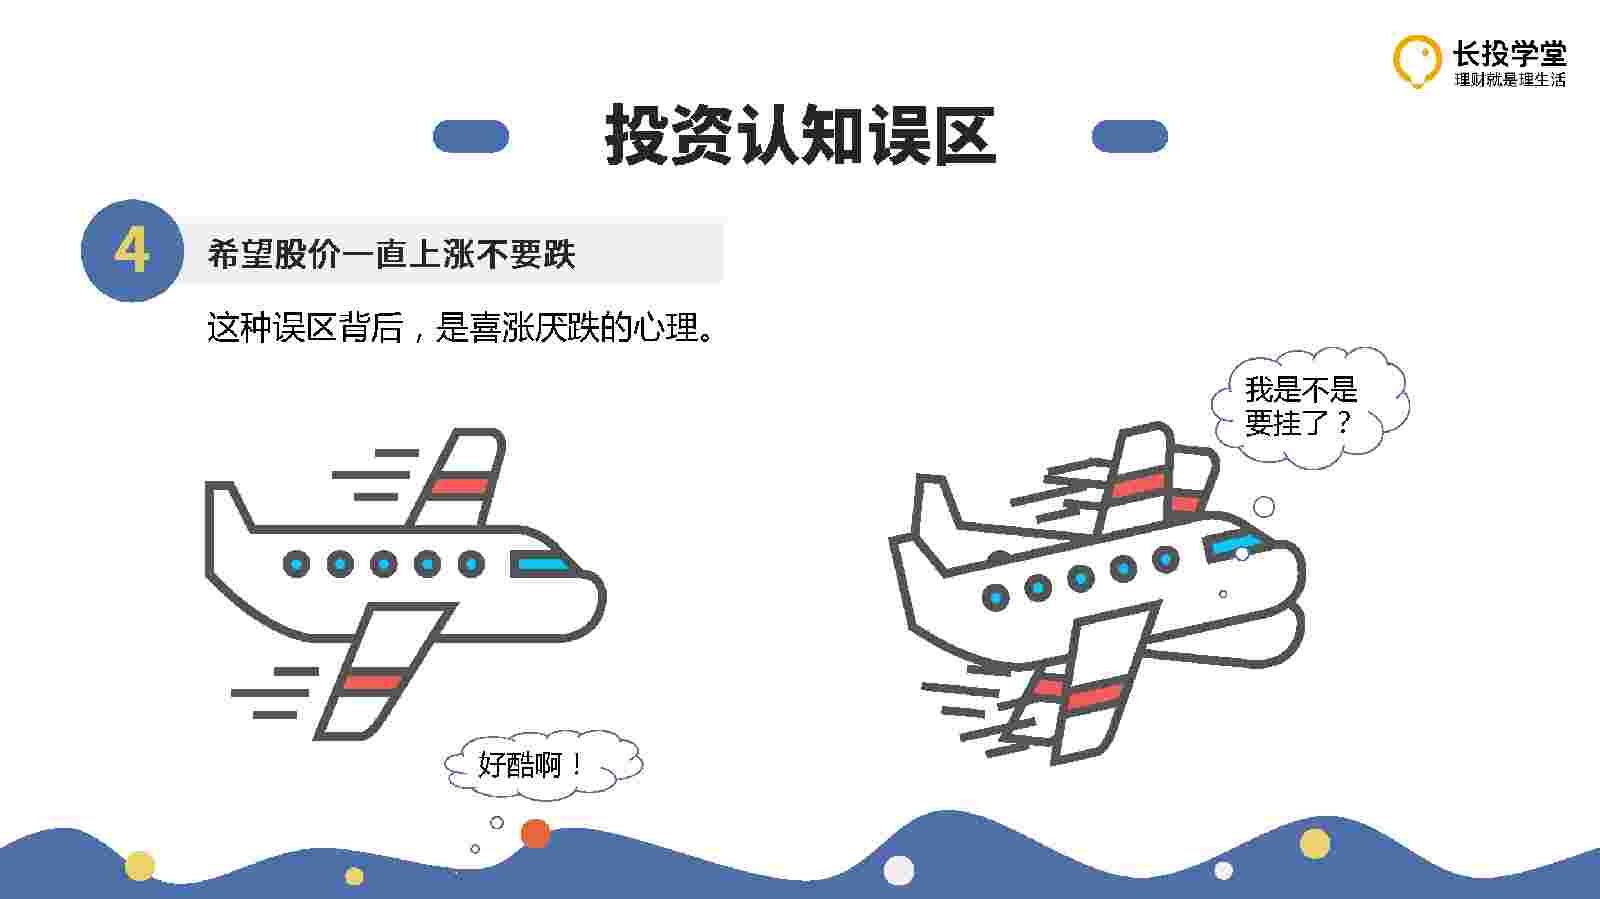 长投学堂
理财就是理生活
投资认知误区
4
希望股价一直上涨不要跌
这种误区背后，是喜涨厌跌的心理。
我是不是
要挂了？
好酷啊！